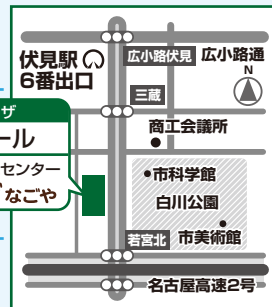 伏見駅
6番出口
広小路伏見
広小路通
N
三蔵
ザ
ール
センター
なごや
商工会議所
市科学館
白川公園
若宮北
市美術館
名古屋高速2号